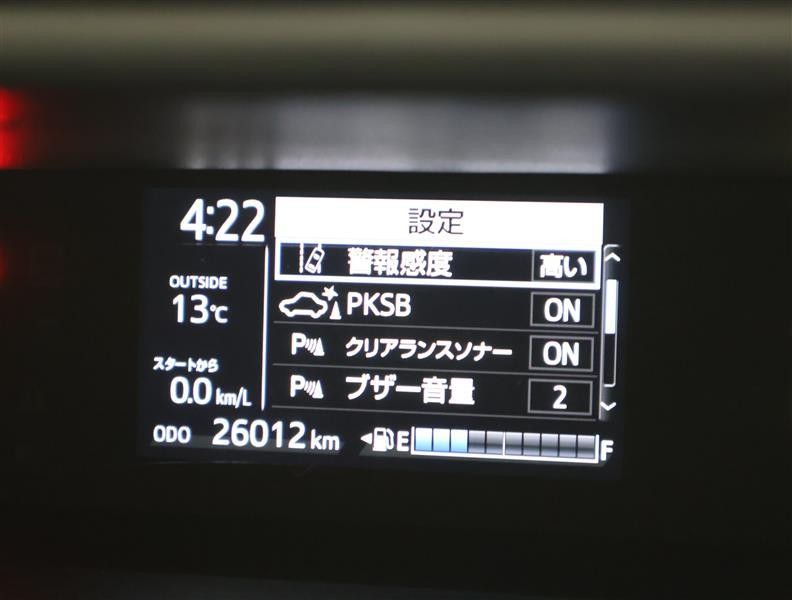 4:22
設定
警報感度 高い
OUTSIDE
13℃
PKSB ON
P クリアランスソナー ON
スタートから
0.0 km/L
P ブザー音量 2
ODO 26012 km E F